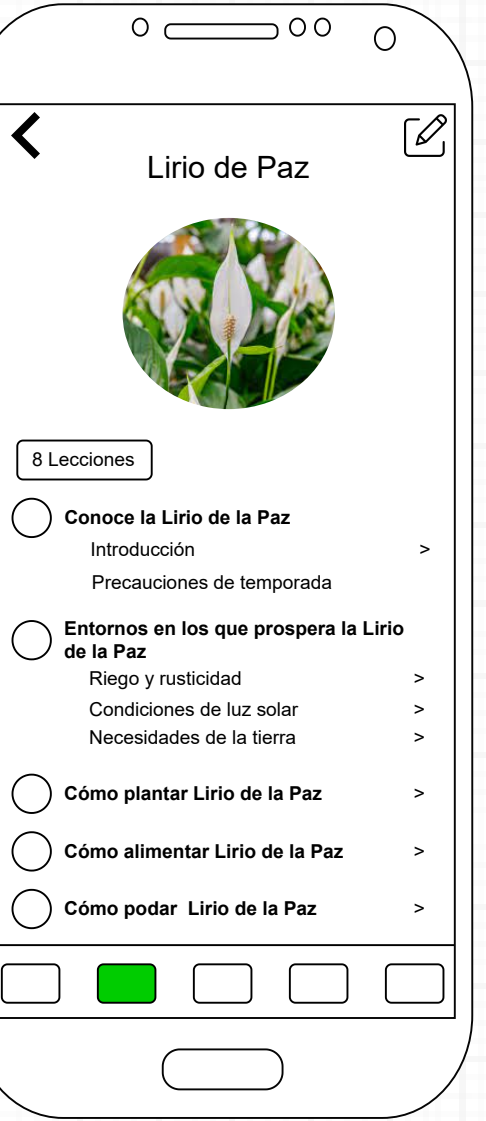 Lirio de Paz
8 Lecciones
Conoce la Lirio de la Paz
Introducción >
Precauciones de temporada
Entornos en los que prospera la Lirio
de la Paz
Riego y rusticidad >
Condiciones de luz solar >
Necesidades de la tierra >
Cómo plantar Lirio de la Paz >
Cómo alimentar Lirio de la Paz >
Cómo podar  Lirio de la Paz >